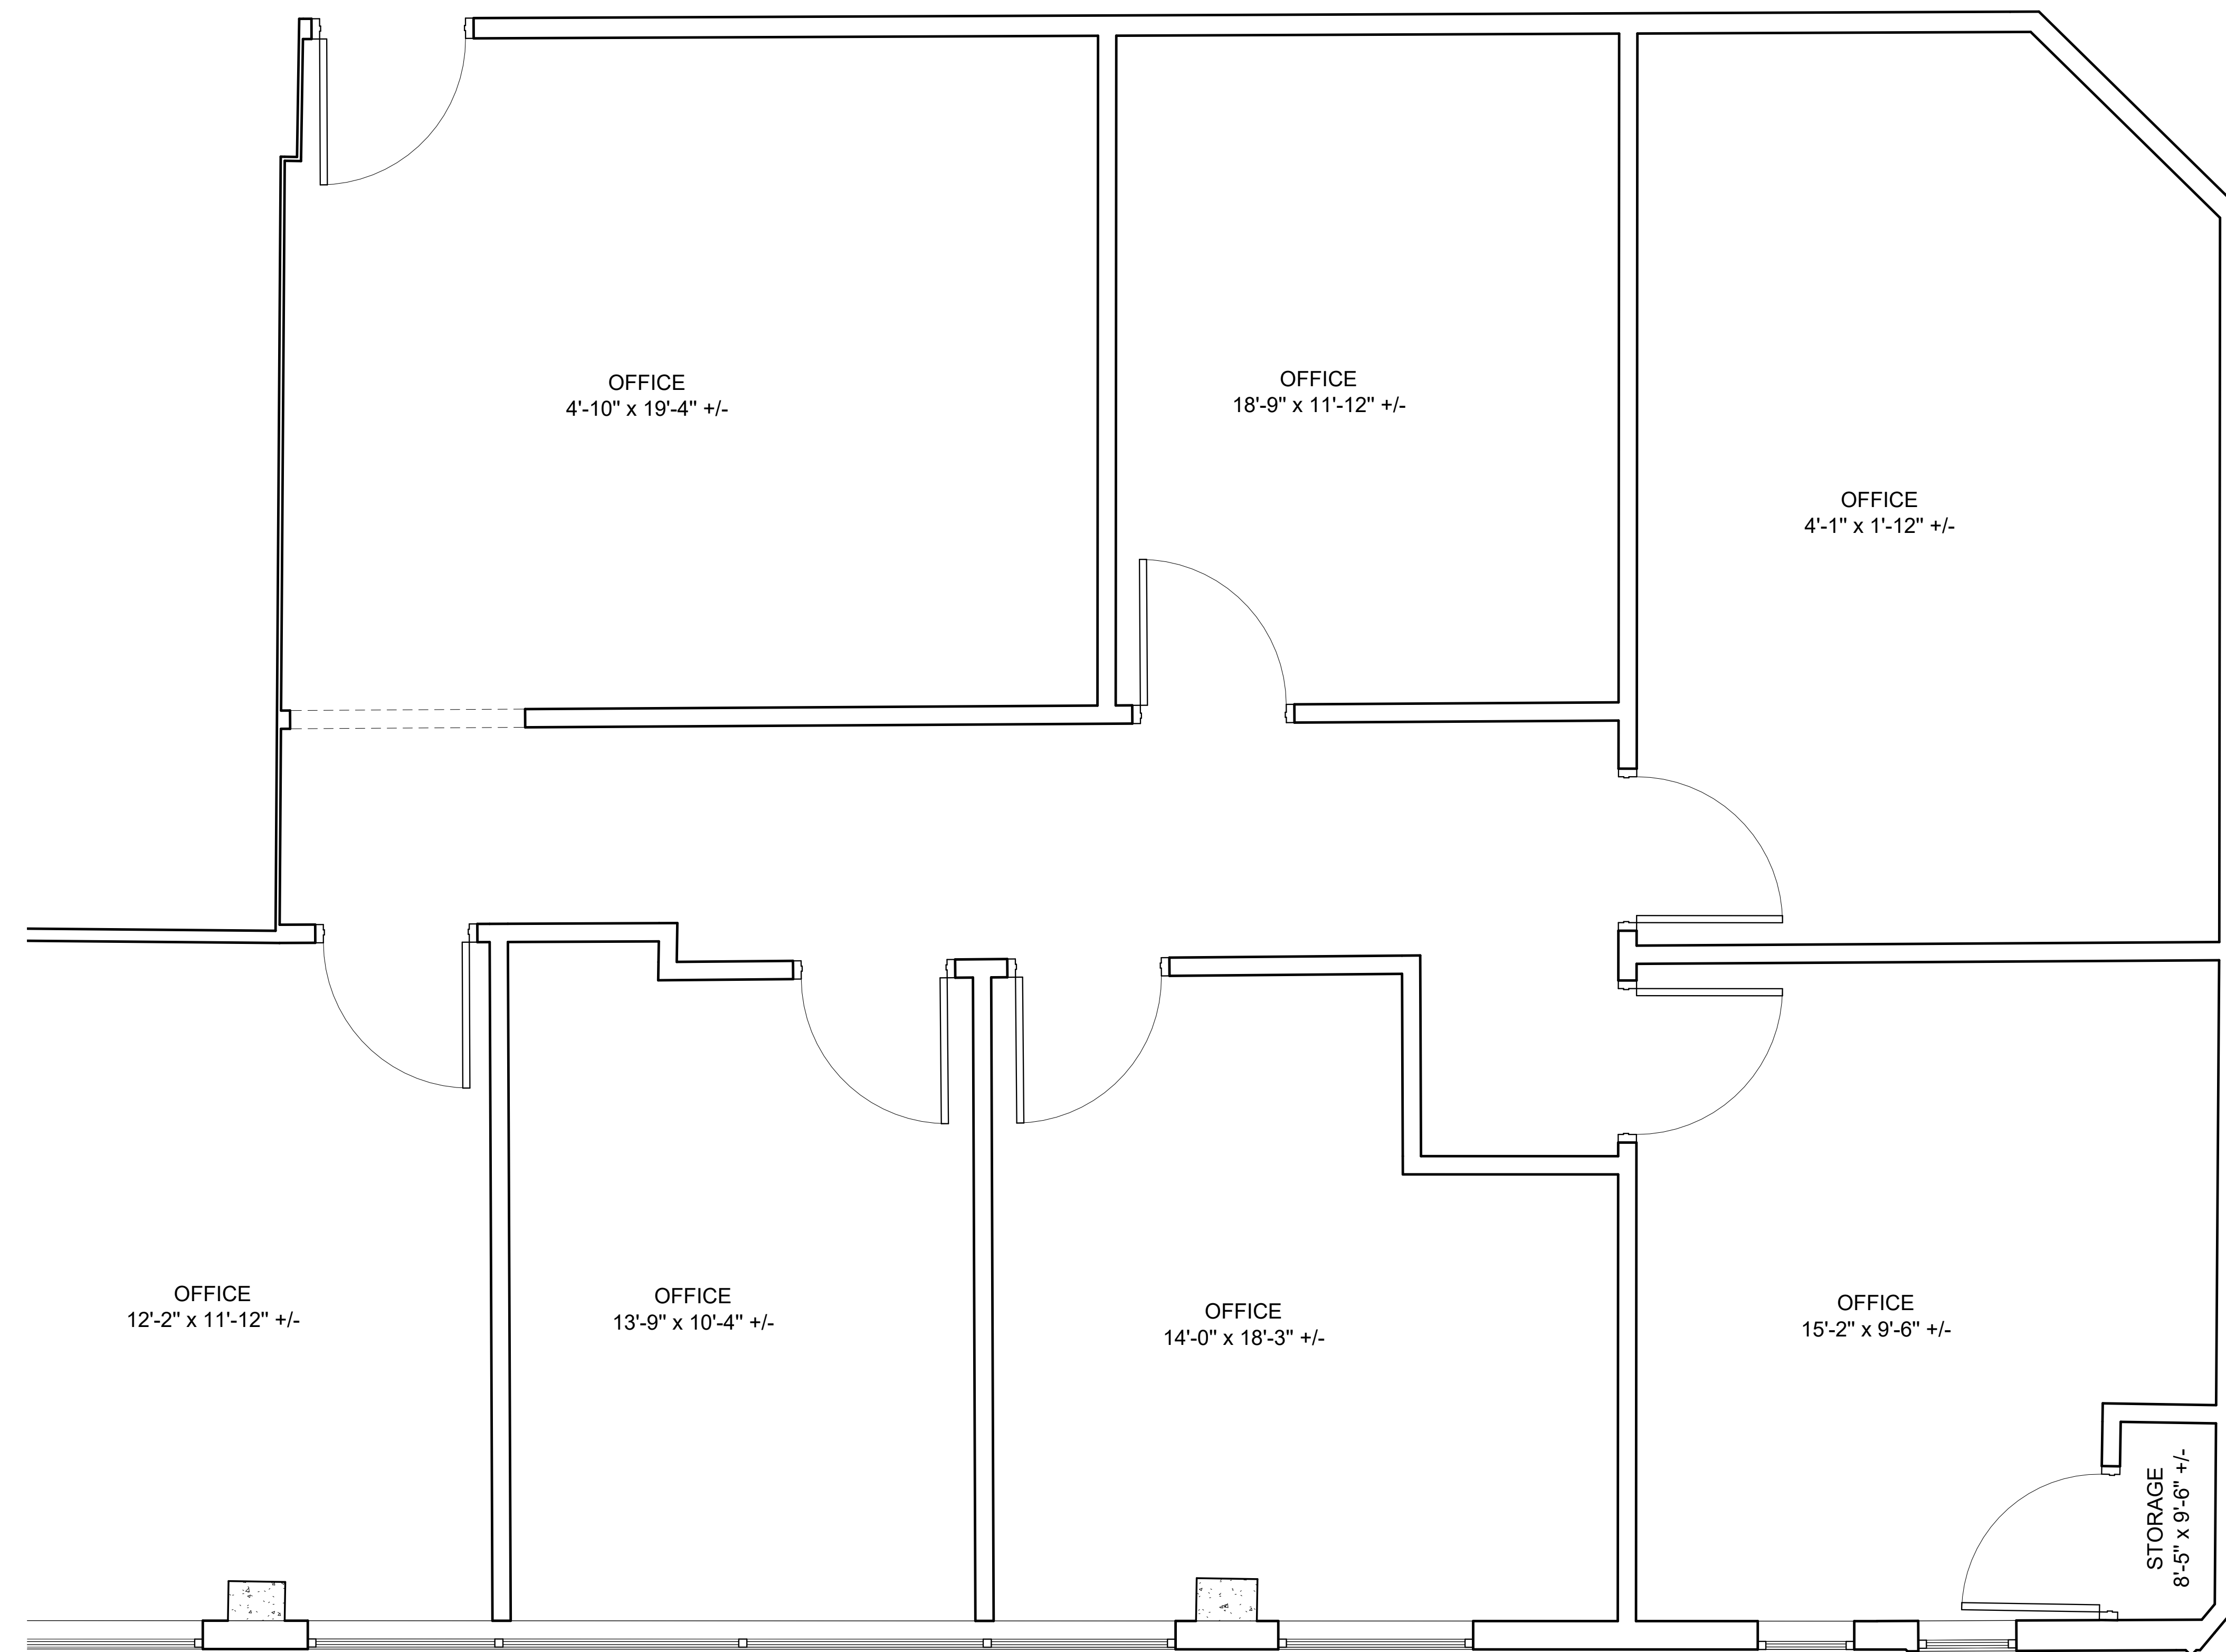 OFFICE
4'-10" x 19'-4" +/-
OFFICE
18'-9" x 11'-12" +/-
OFFICE
4'-1" x 1'-12" +/-
OFFICE
12'-2" x 11'-12" +/-
OFFICE
13'-9" x 10'-4" +/-
OFFICE
14'-0" x 18'-3" +/-
OFFICE
15'-2" x 9'-6" +/-
STORAGE
8'-5" x 9'-6" +/-